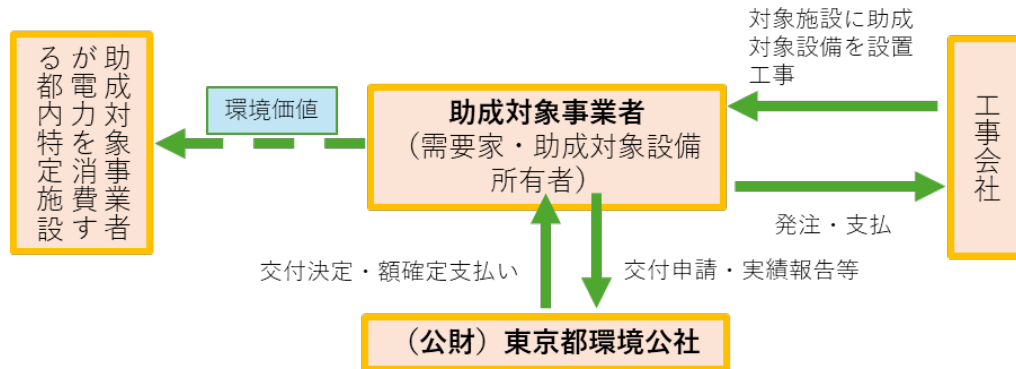 助成対象事業者
が電力を消費す
る都内特定施設
環境価値
助成対象事業者
（需要家・助成対象設備
所有者）
対象施設に助成
対象設備を設置
工事
工事会社
発注・支払
交付決定・額確定支払い
交付申請・実績報告等
（公財）東京都環境公社